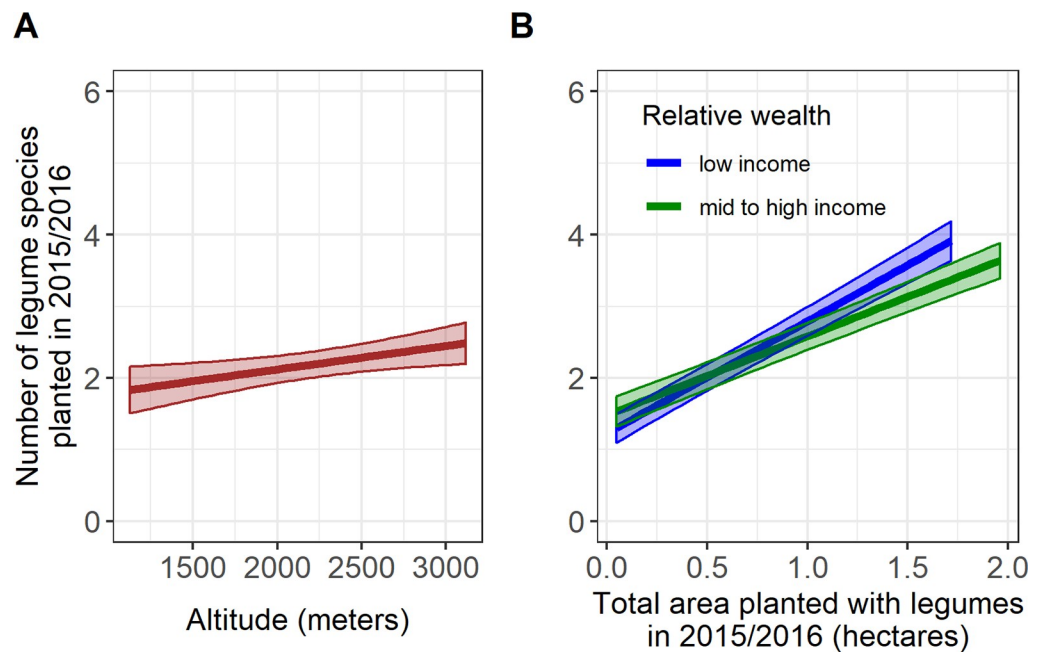 A
B
Number of legume species
planted in 2015/2016
6
4
2
0
1500 2000 2500 3000
Altitude (meters)
Relative wealth
low income
mid to high income
6
4
2
0
0.0 0.5 1.0 1.5 2.0
Total area planted with legumes
in 2015/2016 (hectares)